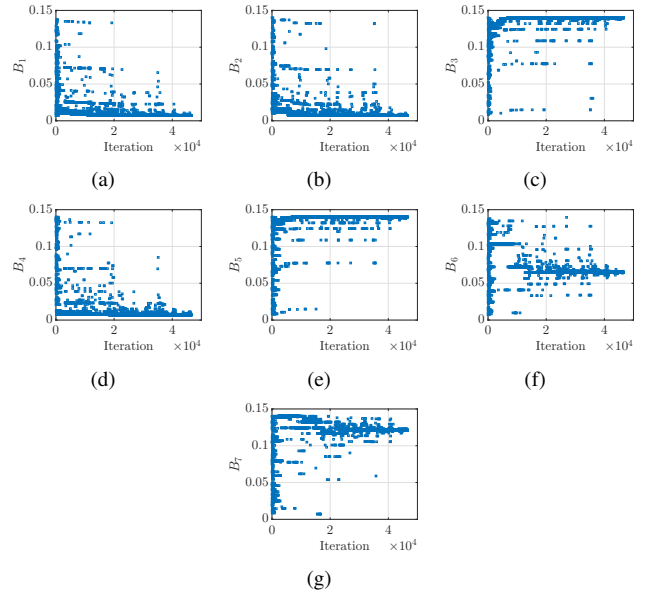 0.15
0.1
0.05
0
B1
0 2 4
Iteration ×10^4
(a)
0.15
0.1
0.05
0
B2
0 2 4
Iteration ×10^4
(b)
0.15
0.1
0.05
0
B3
0 2 4
Iteration ×10^4
(c)
0.15
0.1
0.05
0
B4
0 2 4
Iteration ×10^4
(d)
0.15
0.1
0.05
0
B5
0 2 4
Iteration ×10^4
(e)
0.15
0.1
0.05
0
B6
0 2 4
Iteration ×10^4
(f)
0.15
0.1
0.05
0
B7
0 2 4
Iteration ×10^4
(g)